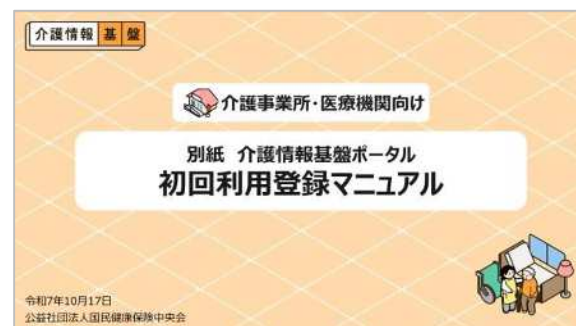 介護情報基盤
介護事業所・医療機関向け
別紙 介護情報基盤ポータル
初回利用登録マニュアル
令和7年10月17日
公益社団法人国民健康保険中央会